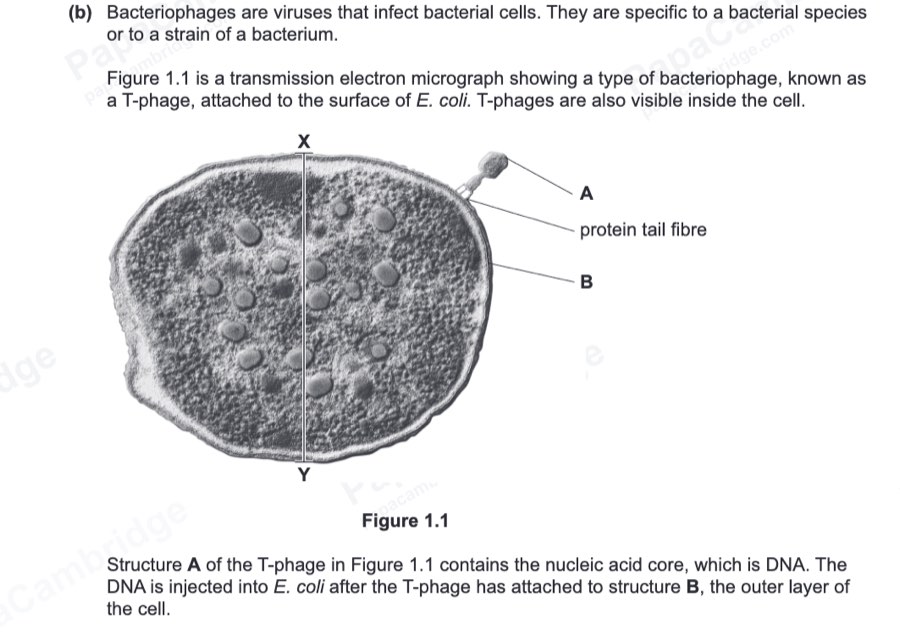 (b) Bacteriophages are viruses that infect bacterial cells. They are specific to a bacterial species
or to a strain of a bacterium.
Figure 1.1 is a transmission electron micrograph showing a type of bacteriophage, known as
a T-phage, attached to the surface of E. coli. T-phages are also visible inside the cell.
X
A
protein tail fibre
B
Y
Figure 1.1
Structure A of the T-phage in Figure 1.1 contains the nucleic acid core, which is DNA. The
DNA is injected into E. coli after the T-phage has attached to structure B, the outer layer of
the cell.